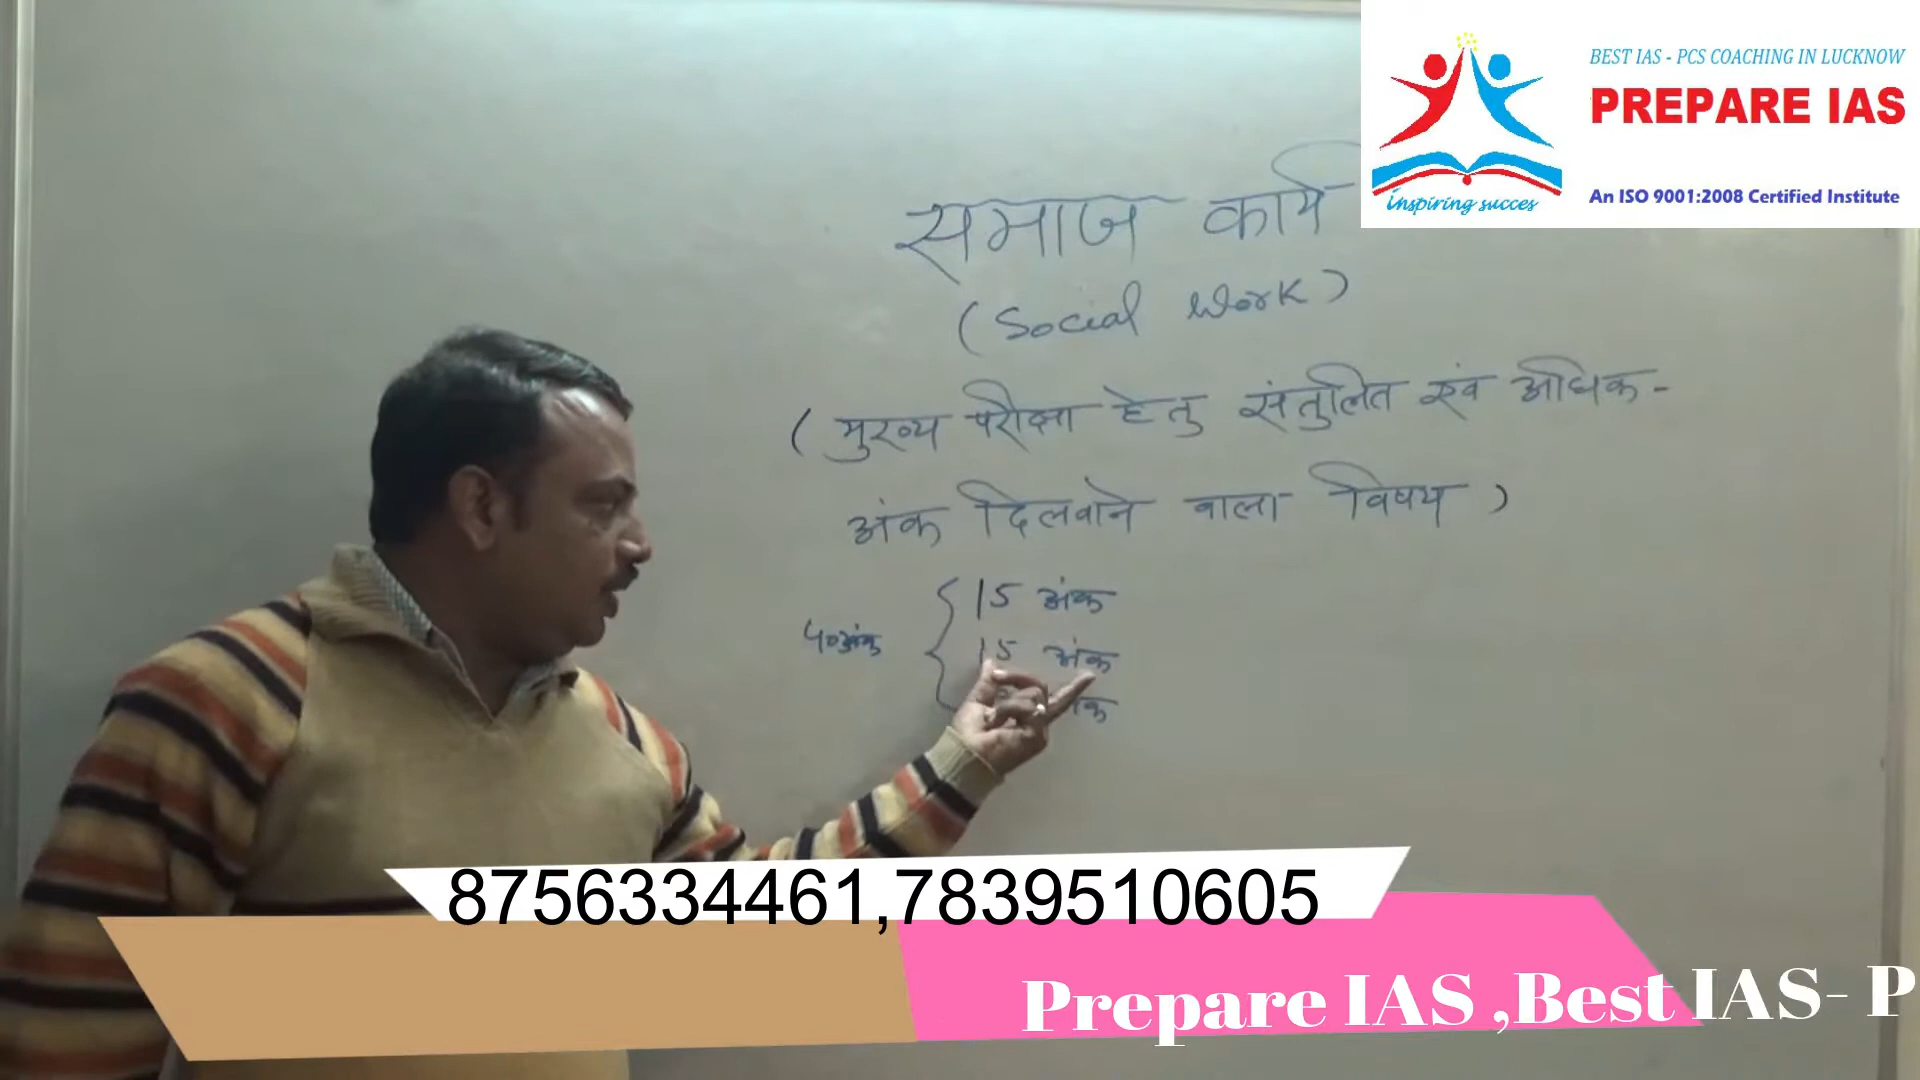 BEST IAS - PCS COACHING IN LUCKNOW
PREPARE IAS
An ISO 9001:2008 Certified Institute
inspiring succes
समाज कार्य
(Social Work)
(मुख्य परीक्षा हेतु संतुलित एवं अधिक-
अंक दिलवाने वाला विषय)
15 अंक
15 अंक
8756334461,7839510605
Prepare IAS ,Best IAS- P